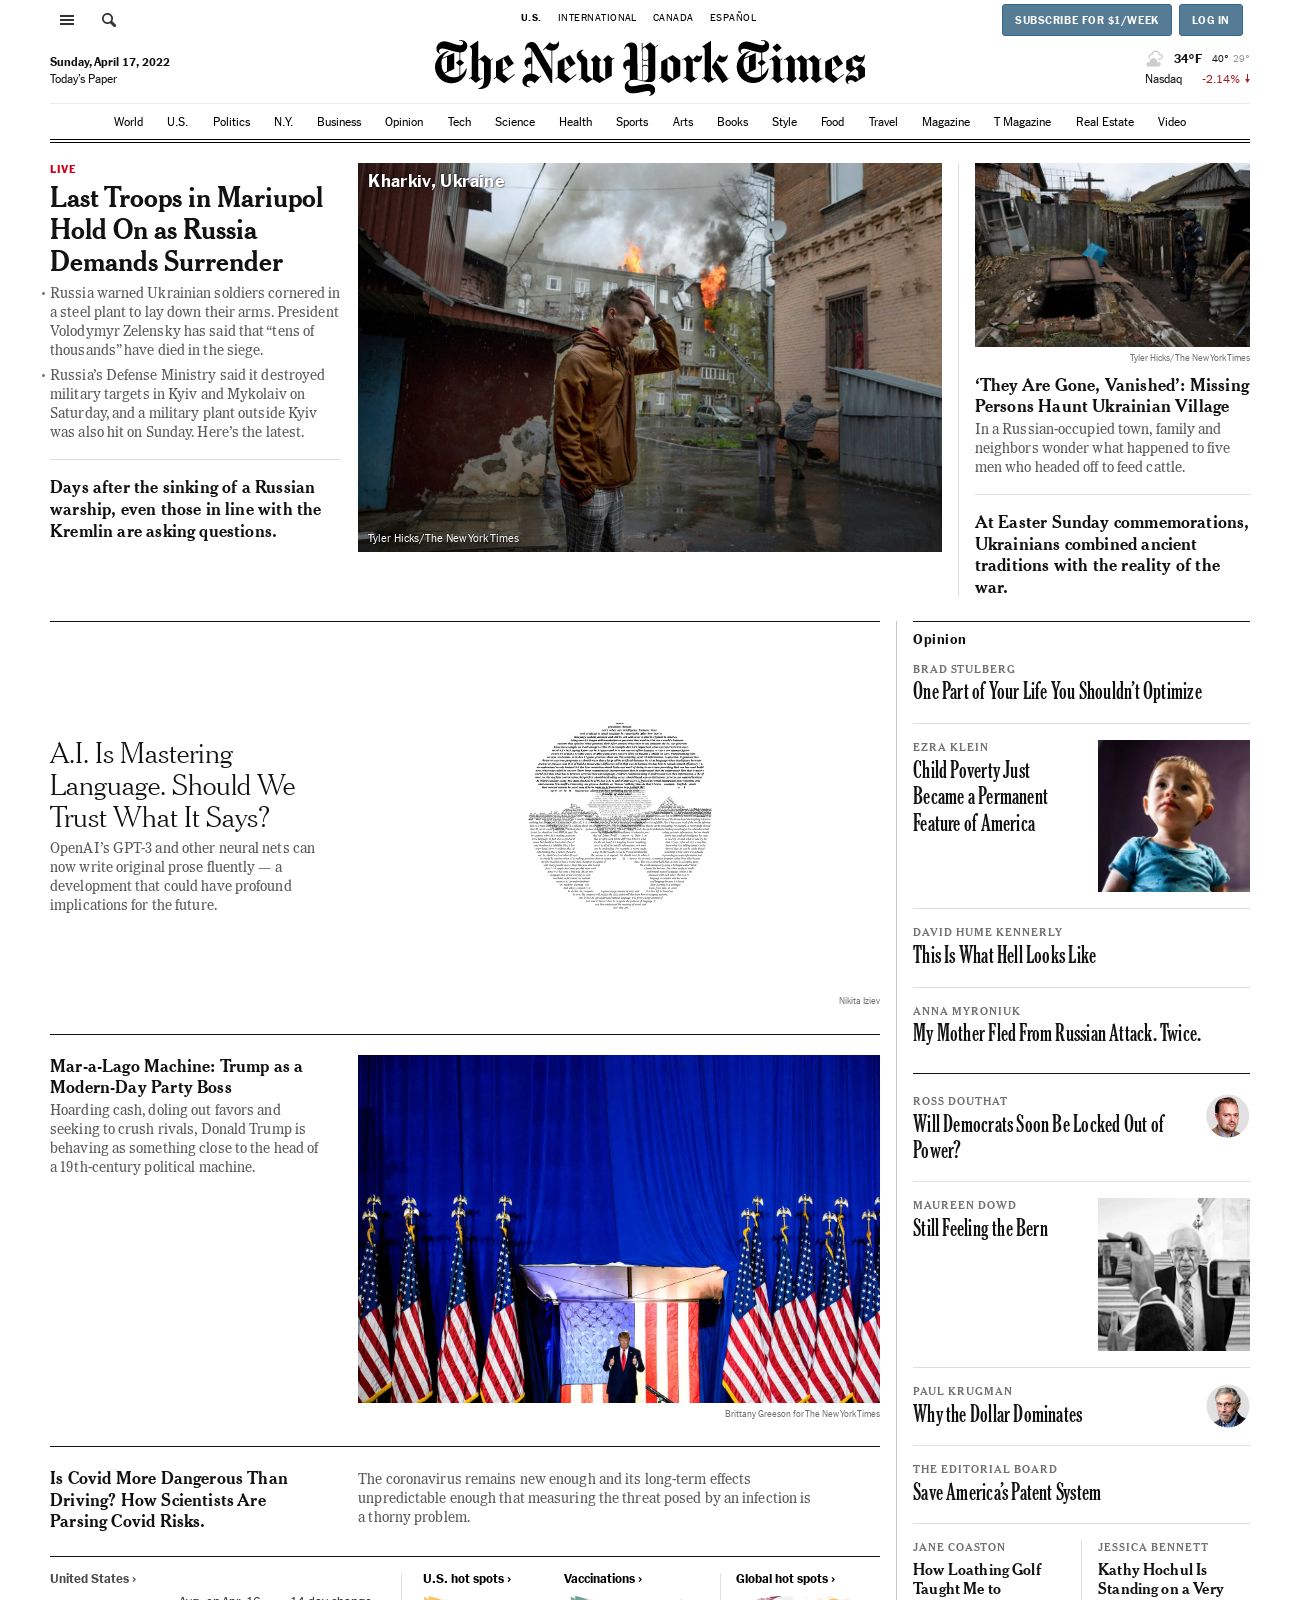 U.S. INTERNATIONAL CANADA ESPAÑOL
SUBSCRIBE FOR $1/WEEK
LOG IN
Sunday, April 17, 2022
Today's Paper
The New York Times
34°F 40° 29°
Nasdaq -2.14%
World U.S. Politics N.Y. Business Opinion Tech Science Health Sports Arts Books Style Food Travel Magazine T Magazine Real Estate Video
LIVE
Last Troops in Mariupol
Hold On as Russia
Demands Surrender
• Russia warned Ukrainian soldiers cornered in
a steel plant to lay down their arms. President
Volodymyr Zelensky has said that “tens of
thousands” have died in the siege.
• Russia’s Defense Ministry said it destroyed
military targets in Kyiv and Mykolaiv on
Saturday, and a military plant outside Kyiv
was also hit on Sunday. Here’s the latest.
Days after the sinking of a Russian
warship, even those in line with the
Kremlin are asking questions.
Kharkiv, Ukraine
Tyler Hicks/The New York Times
Tyler Hicks/The New York Times
‘They Are Gone, Vanished’: Missing
Persons Haunt Ukrainian Village
In a Russian-occupied town, family and
neighbors wonder what happened to five
men who headed off to feed cattle.
At Easter Sunday commemorations,
Ukrainians combined ancient
traditions with the reality of the
war.
A.I. Is Mastering
Language. Should We
Trust What It Says?
OpenAI’s GPT-3 and other neural nets can
now write original prose fluently — a
development that could have profound
implications for the future.
Nikita Iziev
Mar-a-Lago Machine: Trump as a
Modern-Day Party Boss
Hoarding cash, doling out favors and
seeking to crush rivals, Donald Trump is
behaving as something close to the head of
a 19th-century political machine.
Brittany Greeson for The New York Times
Is Covid More Dangerous Than
Driving? How Scientists Are
Parsing Covid Risks.
The coronavirus remains new enough and its long-term effects
unpredictable enough that measuring the threat posed by an infection is
a thorny problem.
United States ›
U.S. hot spots ›
Vaccinations ›
Global hot spots ›
Opinion
BRAD STULBERG
One Part of Your Life You Shouldn’t Optimize
EZRA KLEIN
Child Poverty Just
Became a Permanent
Feature of America
DAVID HUME KENNERLY
This Is What Hell Looks Like
ANNA MYRONIUK
My Mother Fled From Russian Attack. Twice.
ROSS DOUTHAT
Will Democrats Soon Be Locked Out of
Power?
MAUREEN DOWD
Still Feeling the Bern
PAUL KRUGMAN
Why the Dollar Dominates
THE EDITORIAL BOARD
Save America’s Patent System
JANE COASTON
How Loathing Golf
Taught Me to
JESSICA BENNETT
Kathy Hochul Is
Standing on a Very